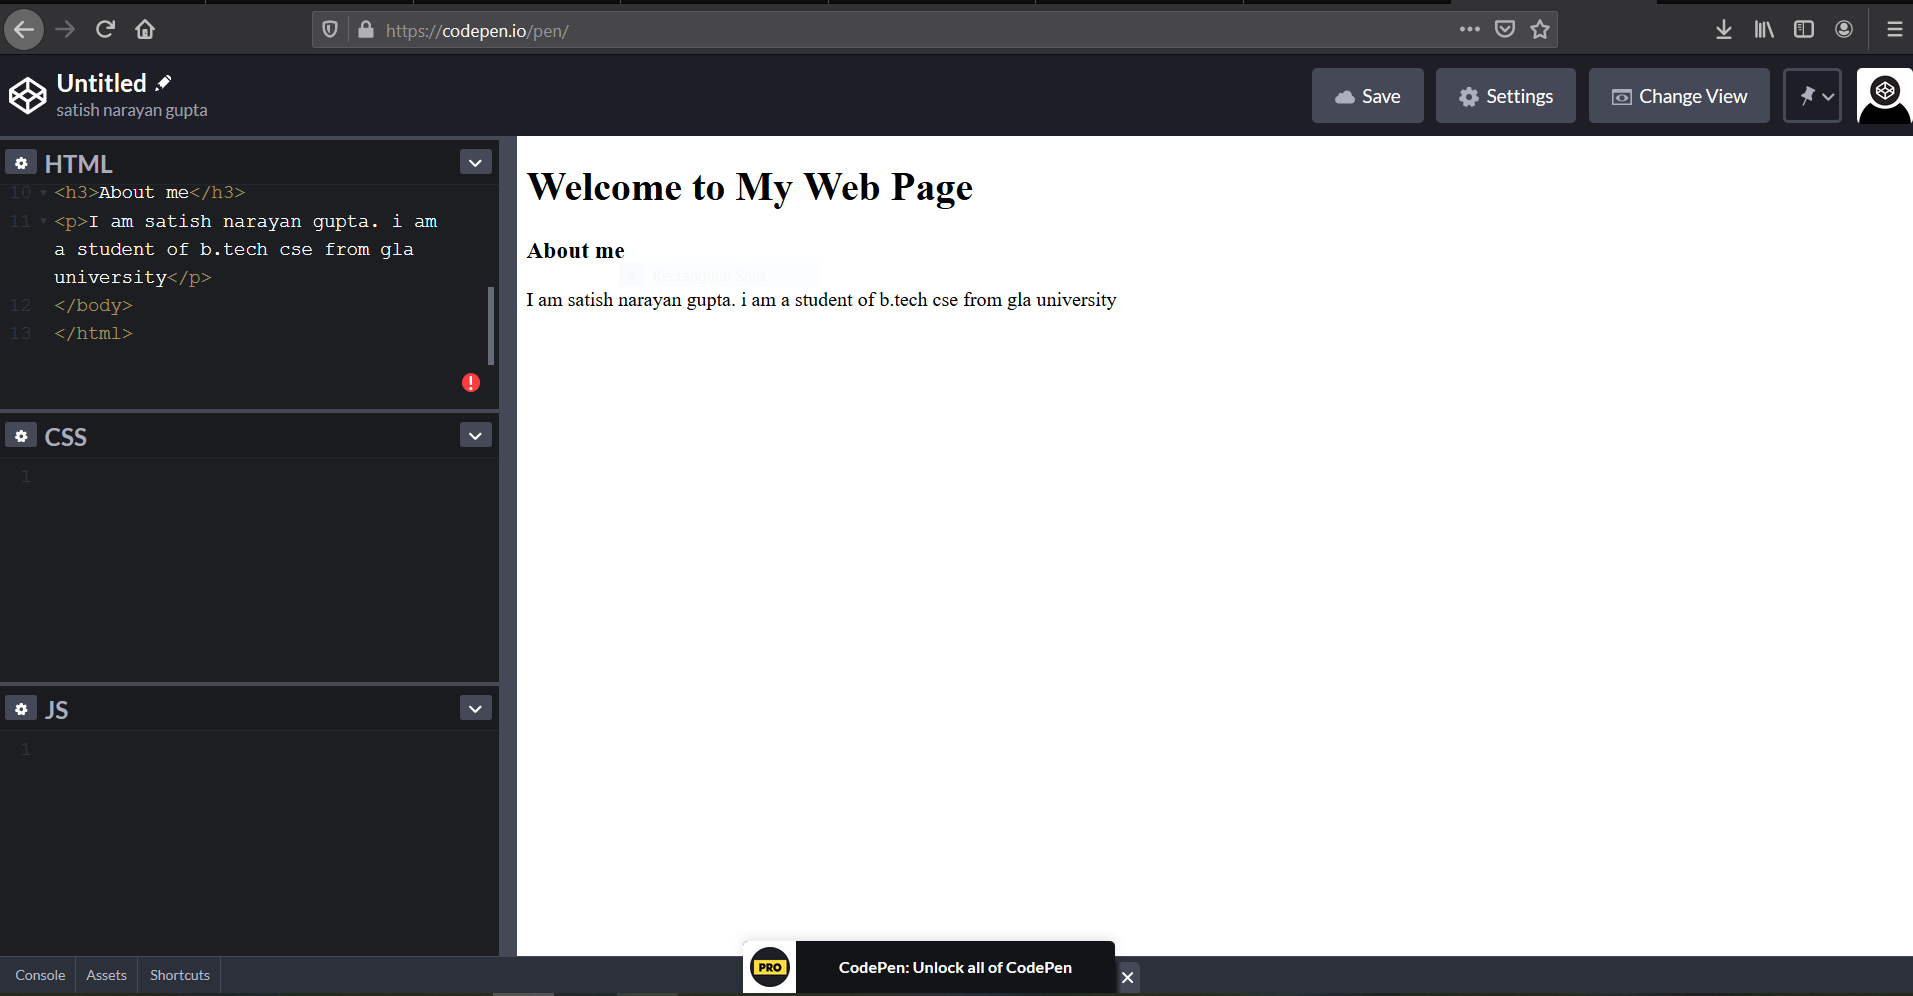 https://codepen.io/pen/
Untitled
satish narayan gupta
Save
Settings
Change View
HTML
10 <h3>About me</h3>
11 <p>I am satish narayan gupta. i am
a student of b.tech cse from gla
university</p>
12 </body>
13 </html>
CSS
1
JS
1
Welcome to My Web Page
About me
Rectangular Snip
I am satish narayan gupta. i am a student of b.tech cse from gla university
Console
Assets
Shortcuts
PRO
CodePen: Unlock all of CodePen